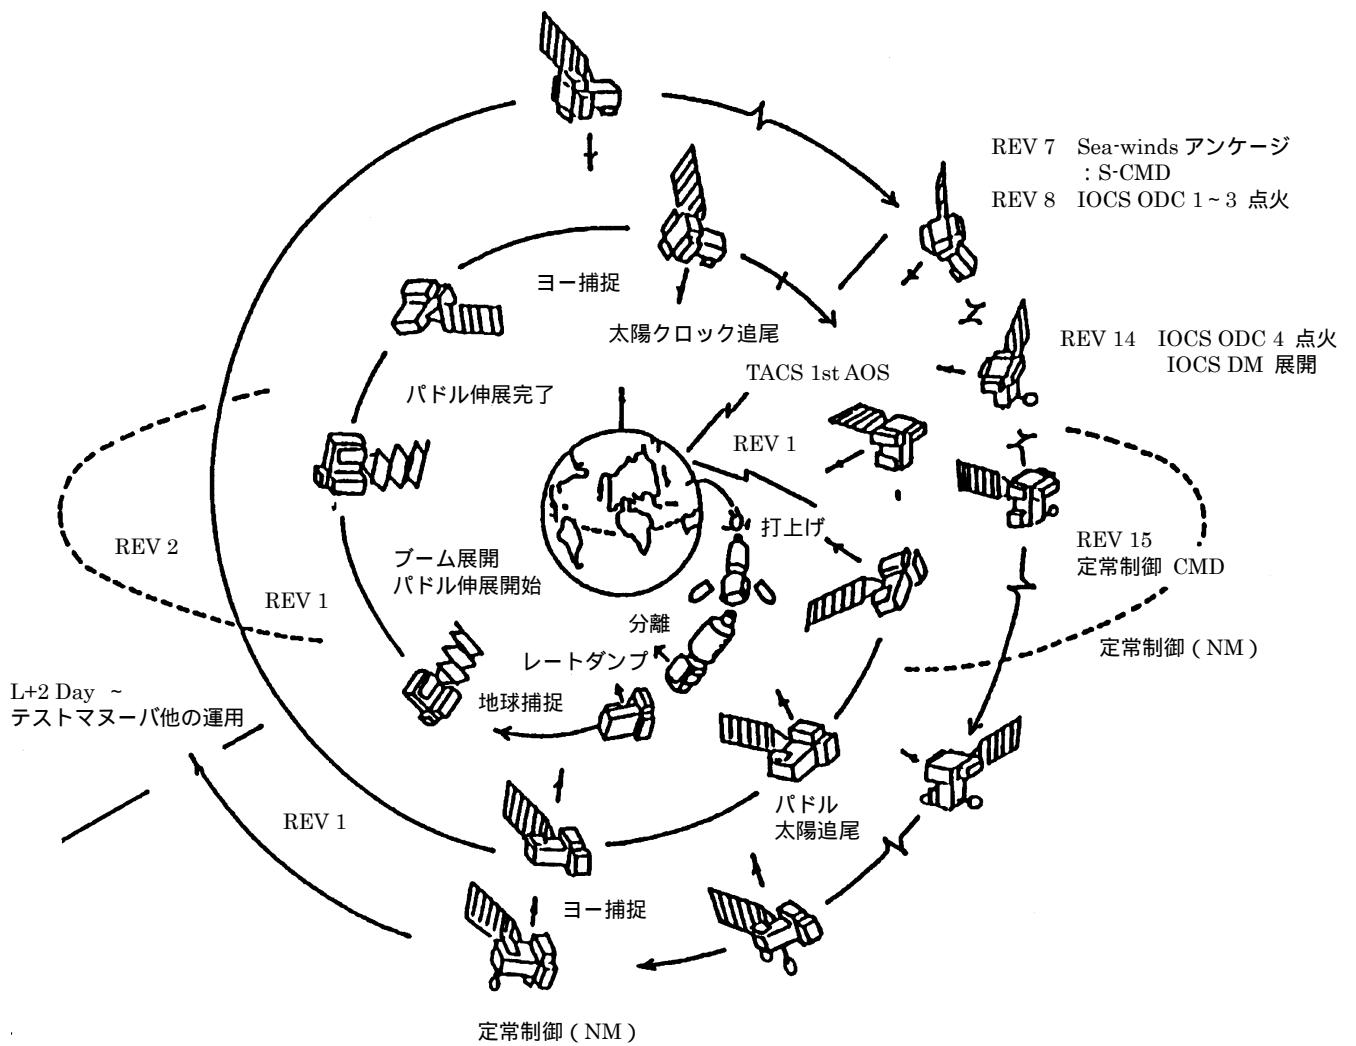 REV 7 Sea-winds アンケージ
: S-CMD
REV 8 IOCS ODC 1~3 点火
ヨー捕捉
太陽クロック追尾
REV 14 IOCS ODC 4 点火
IOCS DM 展開
TACS 1st AOS
パドル伸展完了
REV 1
打上げ
REV 2
ブーム展開
パドル伸展開始
REV 15
定常制御 CMD
REV 1
分離
定常制御(NM)
レートダンプ
地球捕捉
L+2 Day ~
テストマヌーバ他の運用
REV 1
パドル
太陽追尾
ヨー捕捉
定常制御(NM)